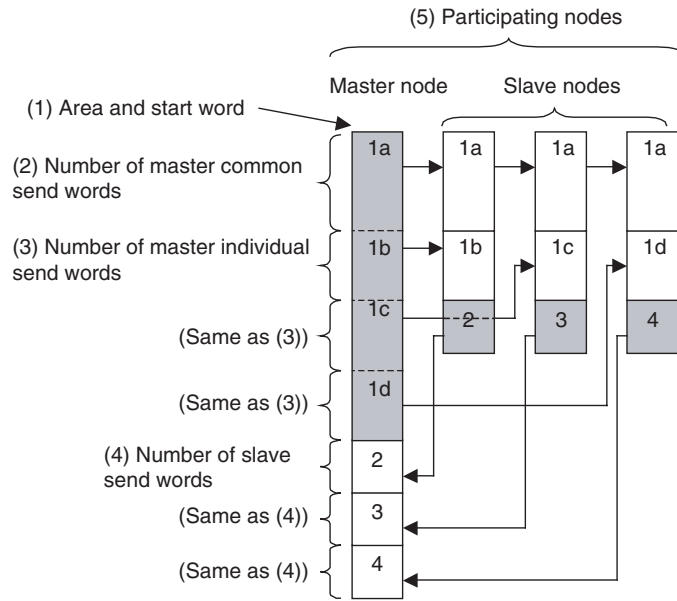 (5) Participating nodes
Master node
Slave nodes
(1) Area and start word
1a
1a
1a
1a
(2) Number of master common
send words
1b
1b
1c
1d
(3) Number of master individual
send words
1c
2
3
4
(Same as (3))
1d
(Same as (3))
(4) Number of slave
send words
2
(Same as (4))
3
(Same as (4))
4